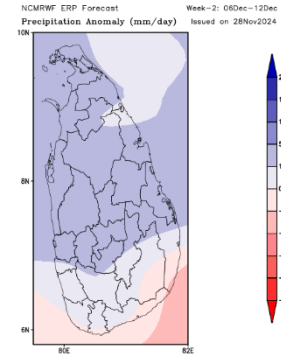 NCMRWF ERP Forecast Week-2: 06Dec-12Dec
Precipitation Anomaly (mm/day) Issued on 28Nov2024
10N
8N
6N
80E 82E